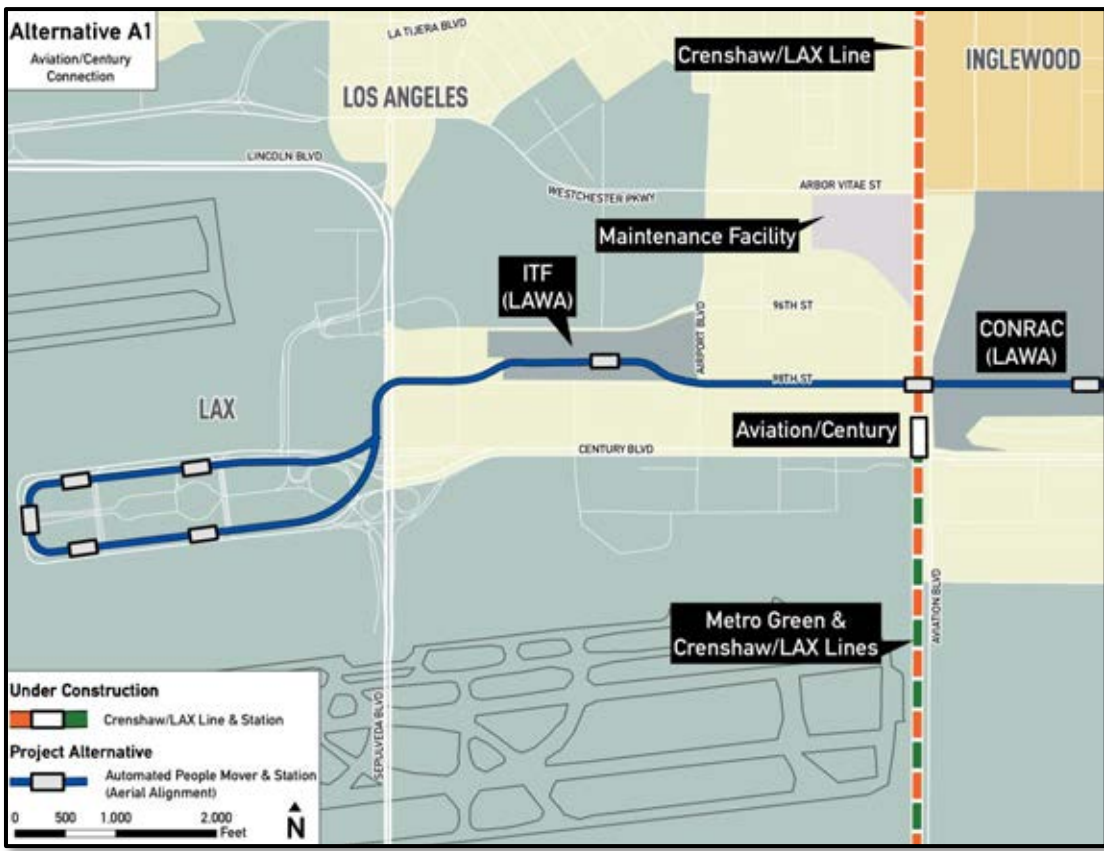 Alternative A1
Aviation/Century
Connection
LA TIJERA BLVD
Crenshaw/LAX Line
INGLEWOOD
LOS ANGELES
LINCOLN BLVD
WESTCHESTER PKWY
ARBOR VITAE ST
Maintenance Facility
ITF
(LAWA)
96TH ST
AIRPORT BLVD
CONRAC
(LAWA)
98TH ST
LAX
Aviation/Century
CENTURY BLVD
AVIATION BLVD
Metro Green &
Crenshaw/LAX Lines
SEPULVEDA BLVD
Under Construction
Crenshaw/LAX Line & Station
Project Alternative
Automated People Mover & Station
(Aerial Alignment)
0 500 1,000 2,000
Feet
N